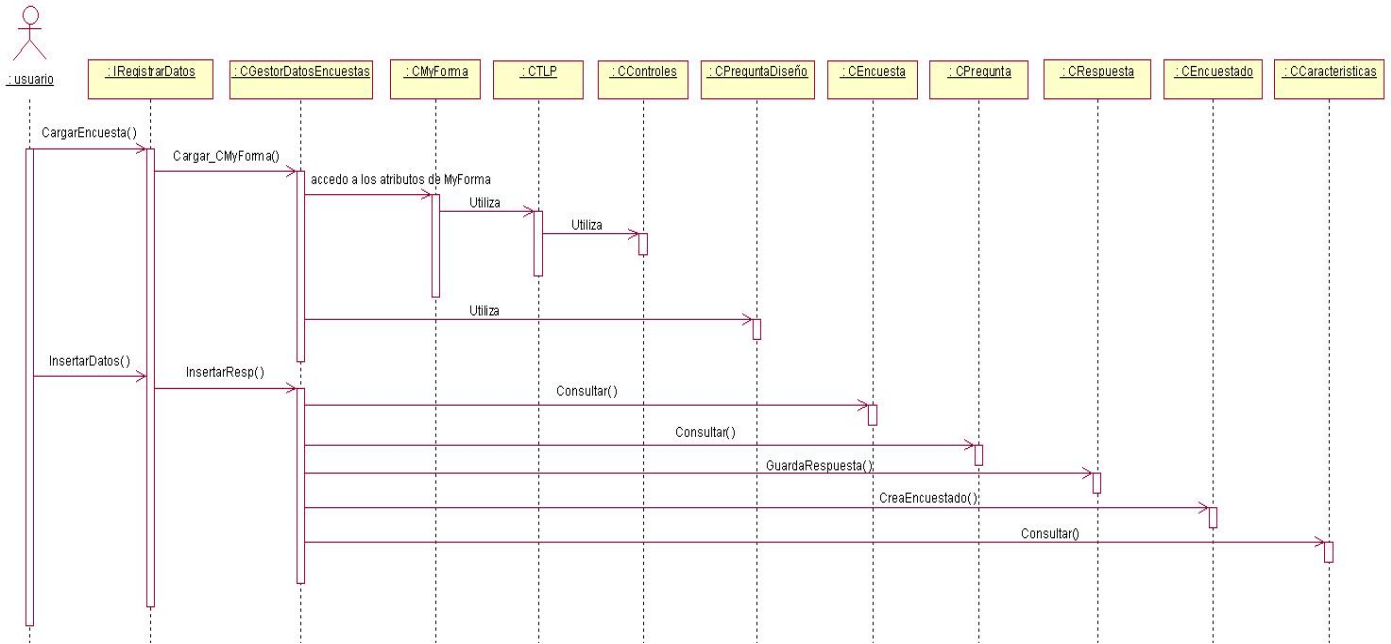 : usuario
: IRegistrarDatos
: CGestorDatosEncuestas
: CMyForma
: CTLP
: CControles
: CPreguntaDiseño
: CEncuesta
: CPregunta
: CRespuesta
: CEncuestado
: CCaracteristicas
CargarEncuesta()
Cargar_CMyForma()
accedo a los atributos de MyForma
Utiliza
Utiliza
Utiliza
InsertarDatos()
InsertarResp()
Consultar()
Consultar()
GuardaRespuesta()
CreaEncuestado()
Consultar()